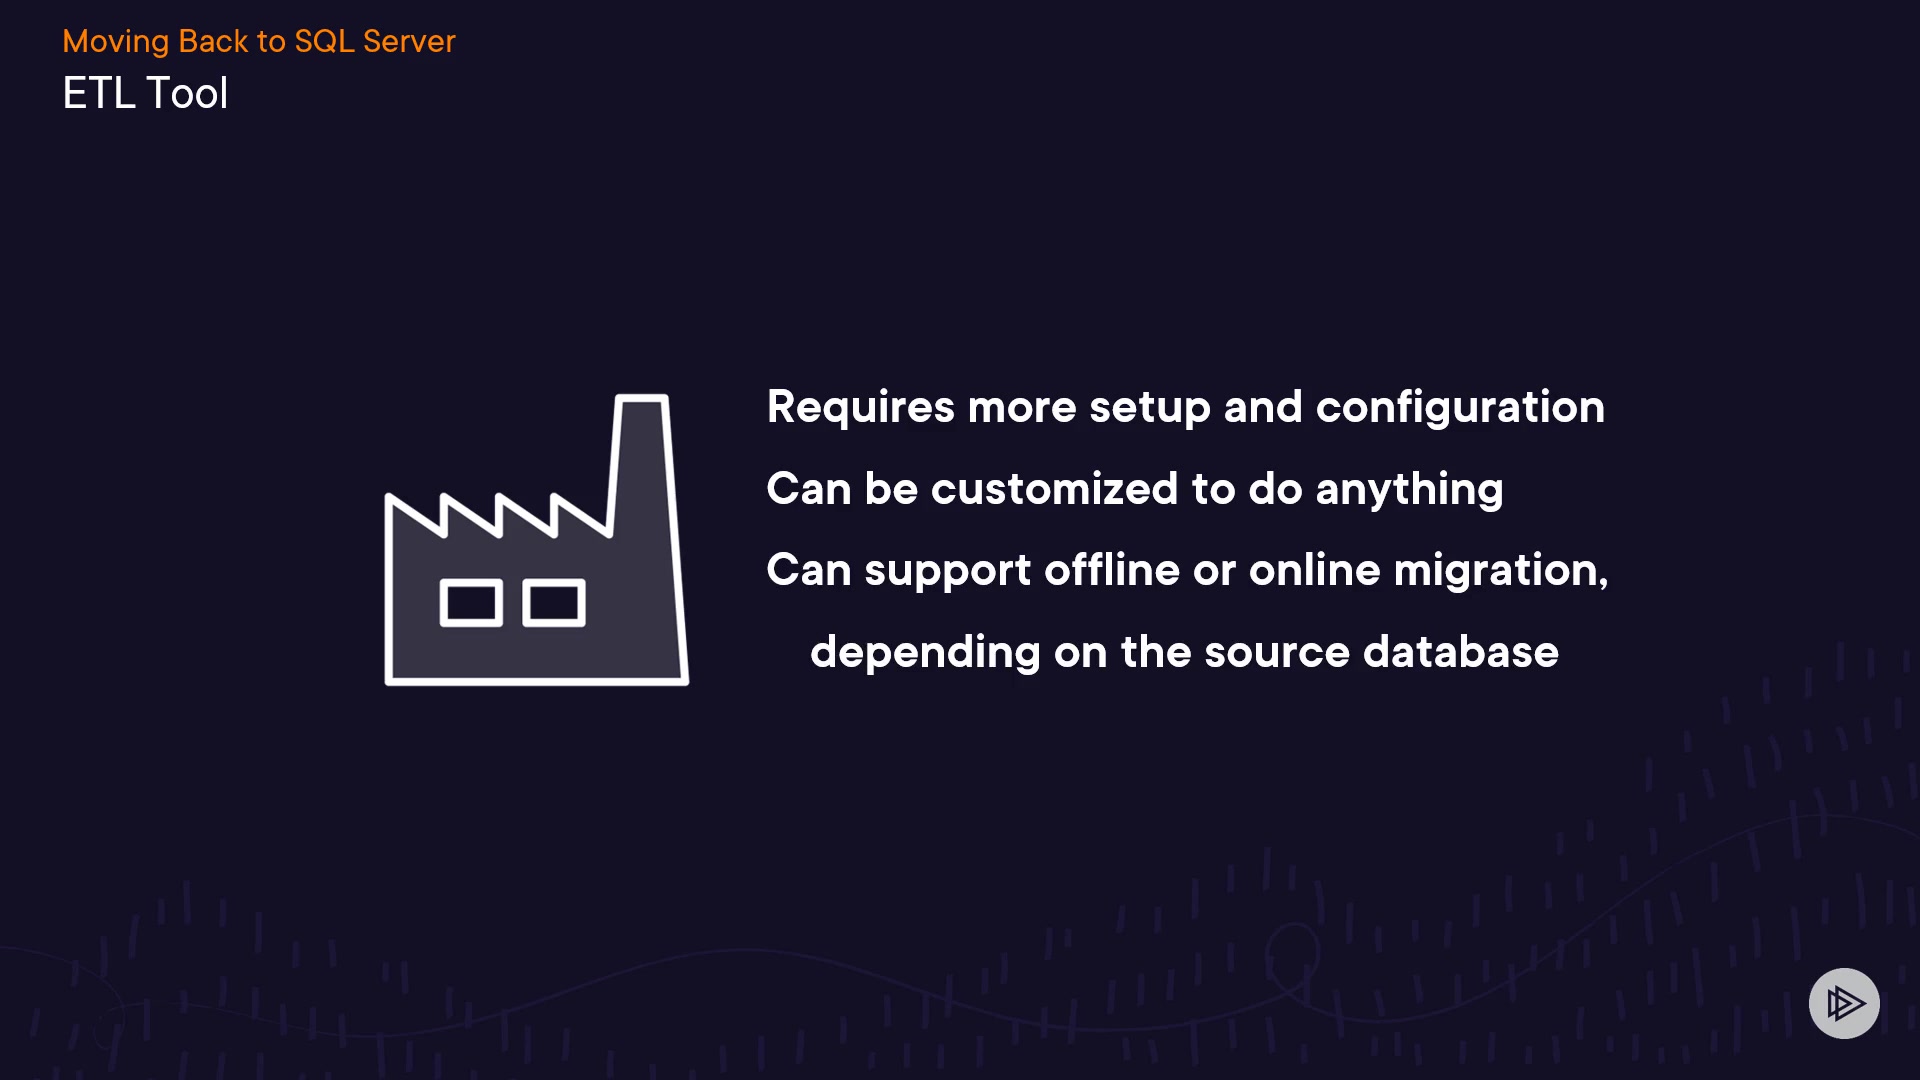 Moving Back to SQL Server
ETL Tool
Requires more setup and configuration
Can be customized to do anything
Can support offline or online migration,
depending on the source database